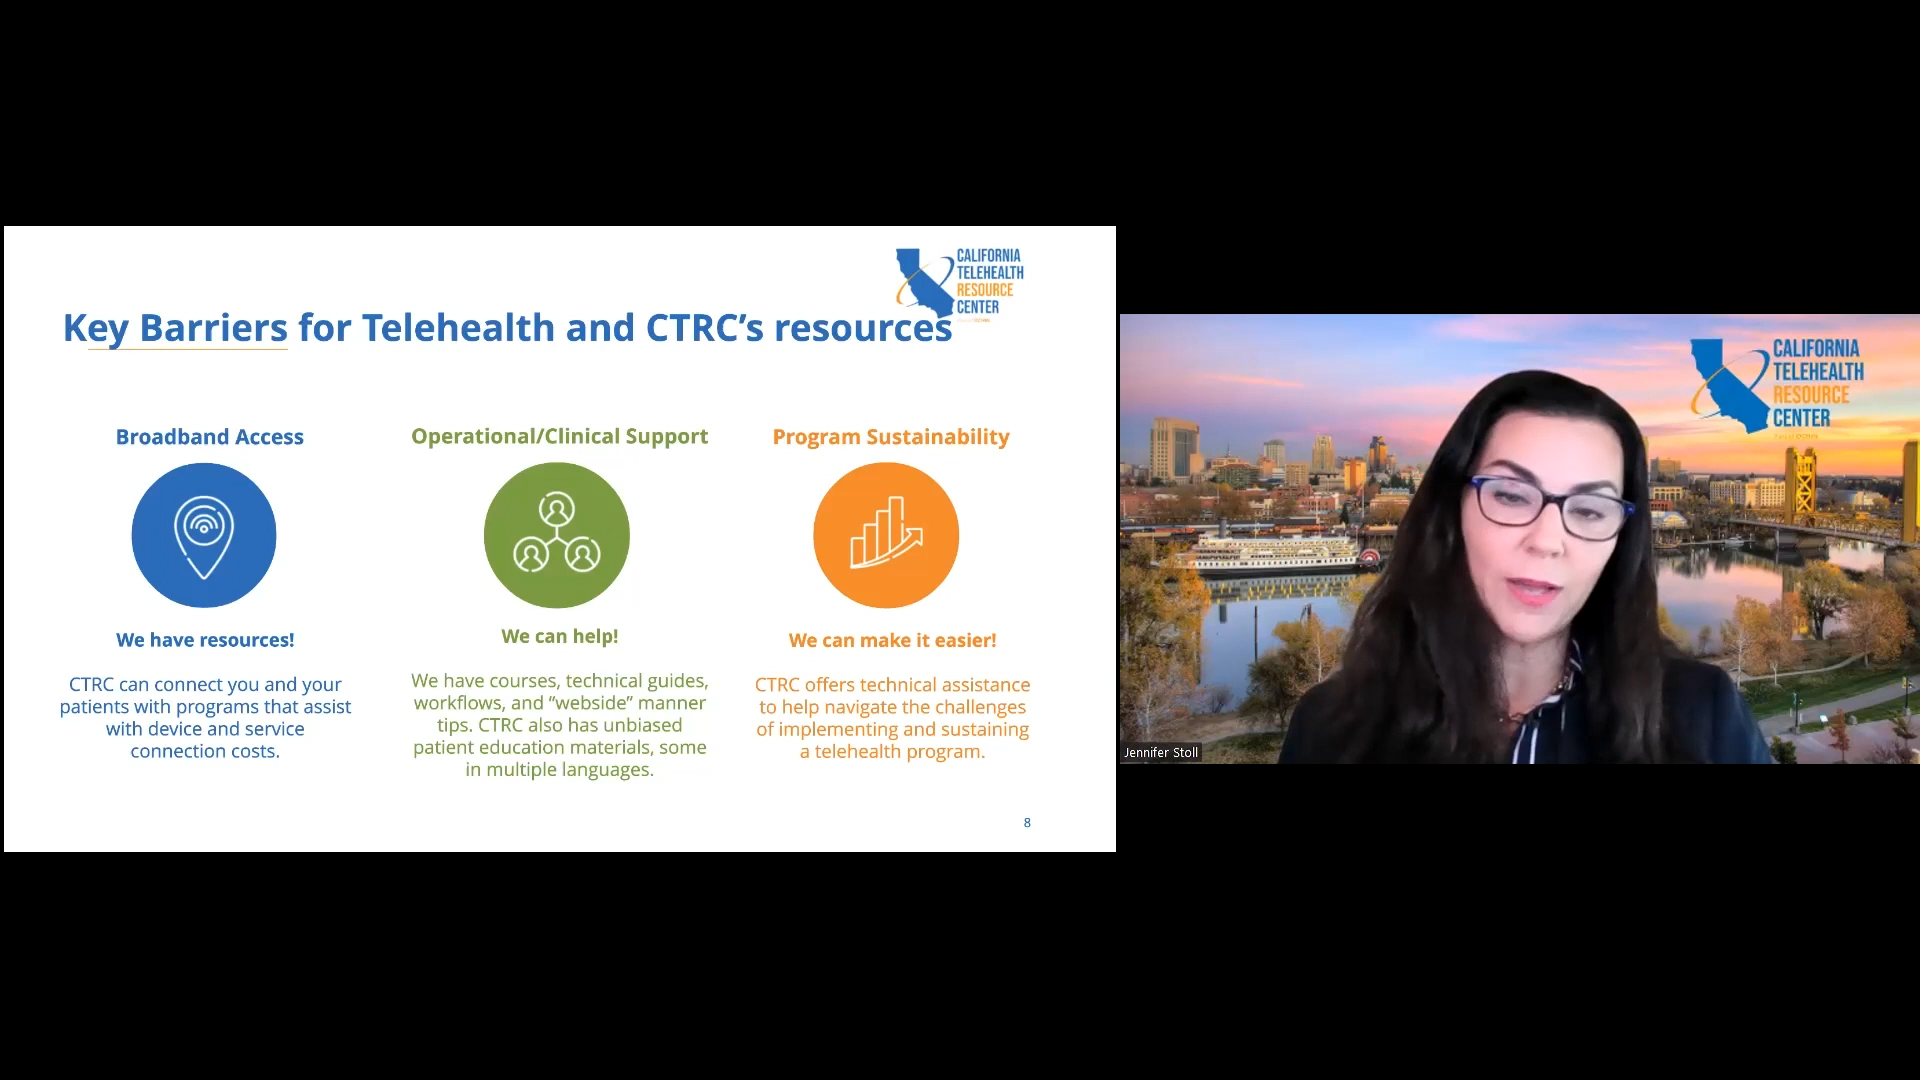 CALIFORNIA
TELEHEALTH
RESOURCE
CENTER
Key Barriers for Telehealth and CTRC’s resources
Broadband Access
We have resources!
CTRC can connect you and your
patients with programs that assist
with device and service
connection costs.
Operational/Clinical Support
We can help!
We have courses, technical guides,
workflows, and “webside” manner
tips. CTRC also has unbiased
patient education materials, some
in multiple languages.
Program Sustainability
We can make it easier!
CTRC offers technical assistance
to help navigate the challenges
of implementing and sustaining
a telehealth program.
8
CALIFORNIA
TELEHEALTH
RESOURCE
CENTER
Jennifer Stoll